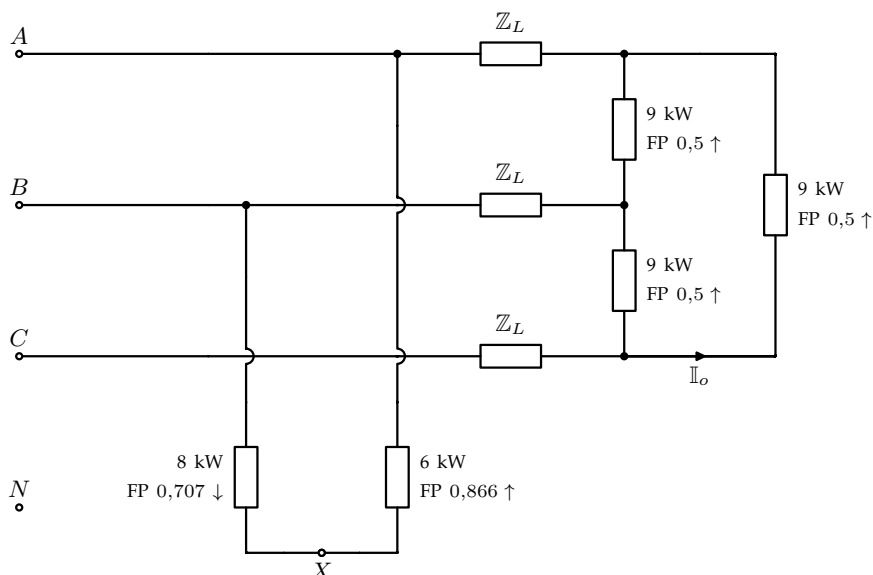 A
ℤ_L
9 kW
FP 0,5 ↑
B
ℤ_L
9 kW
FP 0,5 ↑
9 kW
FP 0,5 ↑
C
ℤ_L
𝕀_o
8 kW
FP 0,707 ↓
6 kW
FP 0,866 ↑
N
X